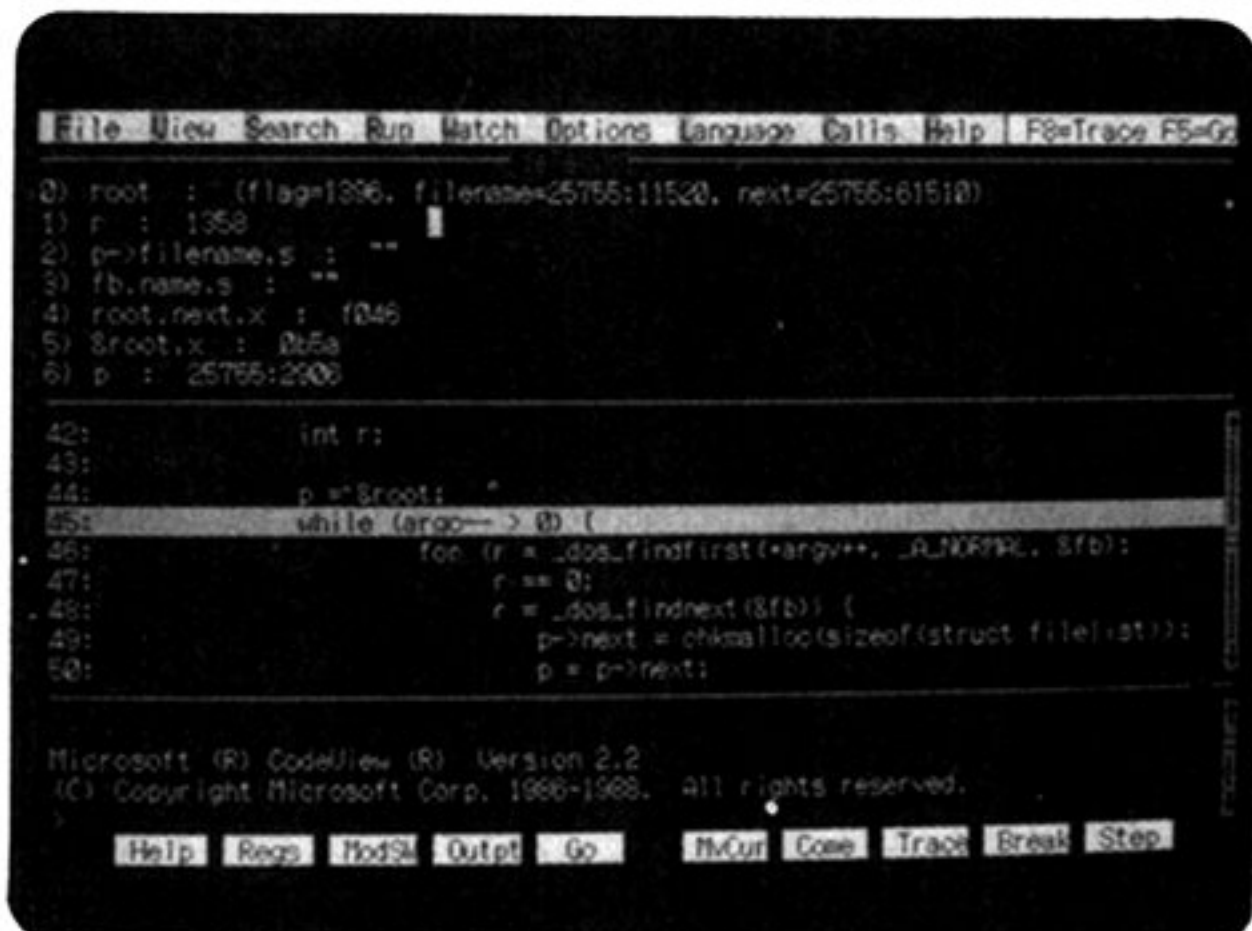 File View Search Run Watch Options Language Calls Help | F8=Trace F5=Go
0) root : (flag=1396, filename=25755:11520, next=25755:61510)
1) r : 1358
2) p->filename.s : ""
3) fb.name.s : ""
4) root.next.x : f046
5) &root.x : 0b5a
6) p : 25755:2906
42: int r;
43:
44: p = &root;
45: while (argc-- > 0) {
46: for (r = _dos_findfirst(*argv++, _A_NORMAL, &fb);
47: r == 0;
48: r = _dos_findnext(&fb)) {
49: p->next = chkmalloc(sizeof(struct filelist));
50: p = p->next;
Microsoft (R) CodeView (R) Version 2.2
(C) Copyright Microsoft Corp. 1986-1988. All rights reserved.
>
Help Regs ModSW Outpt Go MvCur Come Trace Break Step